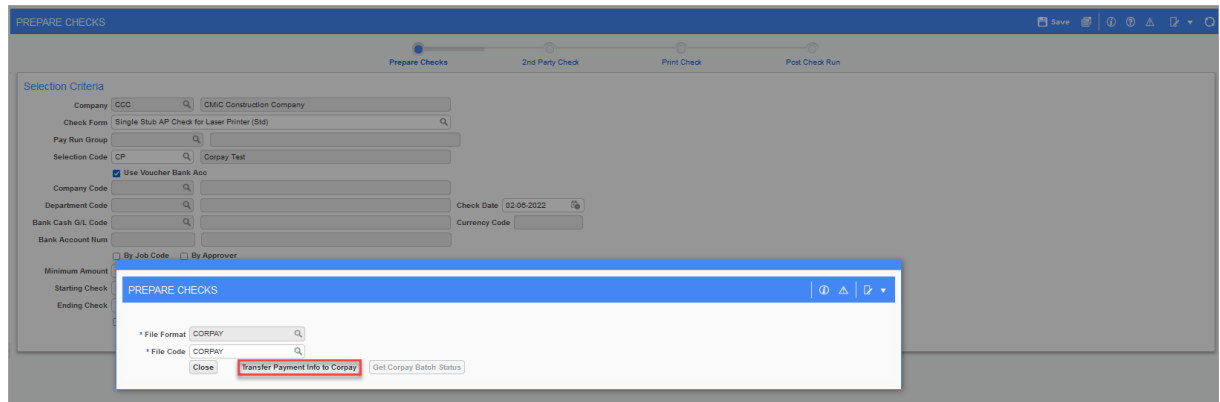 PREPARE CHECKS Save
Prepare Checks 2nd Party Check Print Check Post Check Run
Selection Criteria
Company CCC CMiC Construction Company
Check Form Single Stub AP Check for Laser Printer (Std)
Pay Run Group
Selection Code CP Corpay Test
Use Voucher Bank Acc
Company Code
Department Code Check Date 02-06-2022
Bank Cash G/L Code Currency Code
Bank Account Num
By Job Code By Approver
Minimum Amount
Starting Check
Ending Check
PREPARE CHECKS
* File Format CORPAY
* File Code CORPAY
Close Transfer Payment Info to Corpay Get Corpay Batch Status